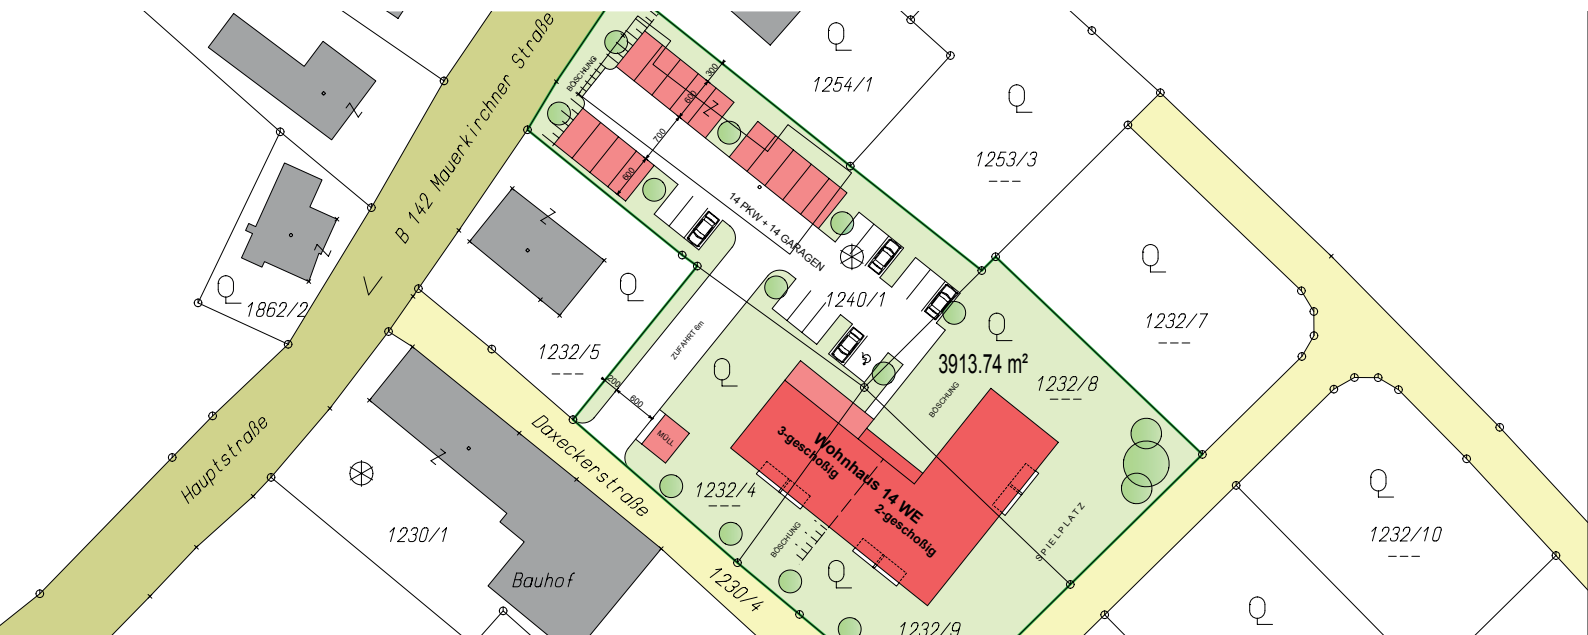 B 142 Mauerkirchner Straße
BÖSCHUNG
300
600
700
600
1254/1
1253/3
14 PKW + 14 GARAGEN
1862/2
1240/1
1232/7
1232/5
ZUFAHRT 6m
3913.74 m²
1232/8
200
600
BÖSCHUNG
MÜLL
Hauptstraße
Daxeckerstraße
Wohnhaus 14 WE
3-geschoßig
2-geschoßig
1232/4
BÖSCHUNG
SPIELPLATZ
1230/1
1232/10
Bauhof
1230/4
1232/9